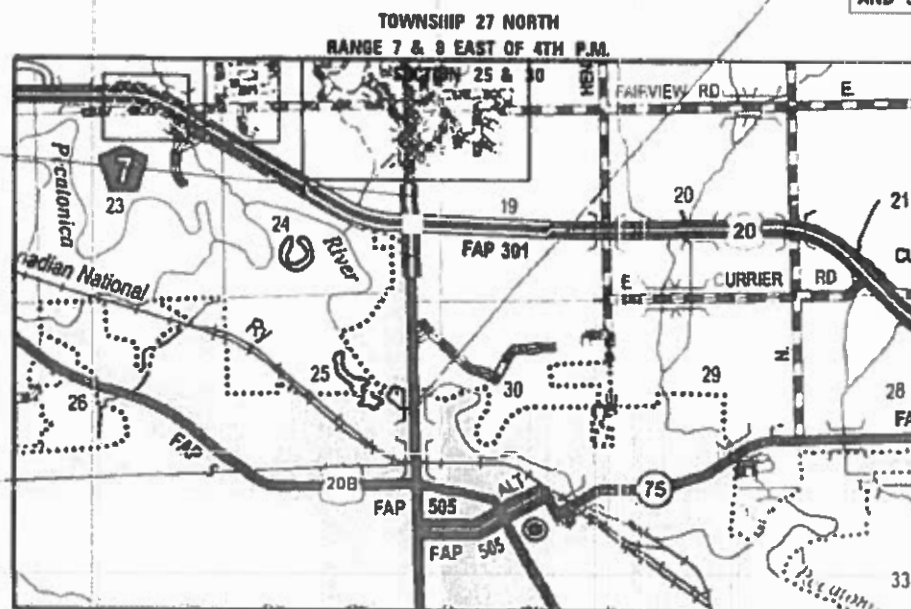 TOWNSHIP 27 NORTH
RANGE 7 & 8 EAST OF 4TH P.M.
SECTION 25 & 30
FAIRVIEW RD
E.
7
23
Pecatonica
24
River
19
FAP 301
20
20
21
nadian National
Ry
E
CURRIER RD
N.
25
26
30
29
28
FAP
20B
FAP 505
ALT
75
FAP 505
33